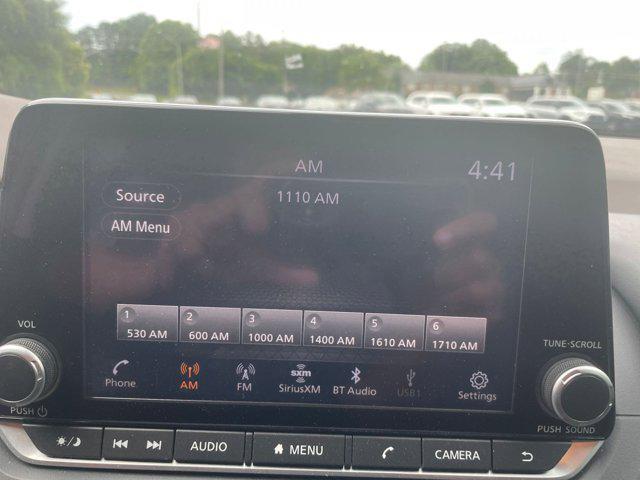 AM
4:41
Source
1110 AM
AM Menu
1 2 3 4 5 6
530 AM 600 AM 1000 AM 1400 AM 1610 AM 1710 AM
VOL
TUNE·SCROLL
Phone AM FM SiriusXM BT Audio USB1 Settings
sxm
PUSH
PUSH SOUND
AUDIO MENU CAMERA